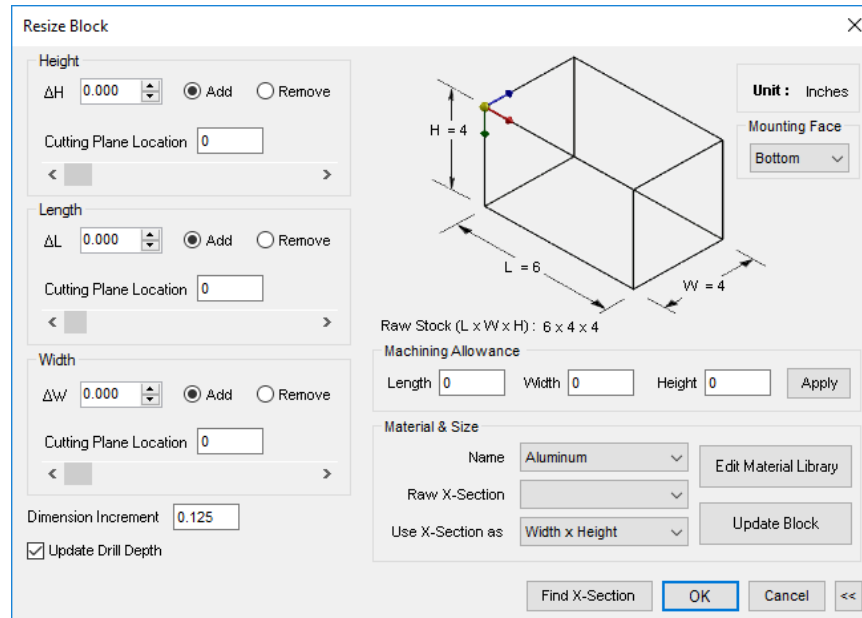 Resize Block
Height
ΔH 0.000 Add Remove
Cutting Plane Location 0
Length
ΔL 0.000 Add Remove
Cutting Plane Location 0
Width
ΔW 0.000 Add Remove
Cutting Plane Location 0
Dimension Increment 0.125
Update Drill Depth
H = 4
L = 6
W = 4
Unit : Inches
Mounting Face
Bottom
Raw Stock (L x W x H) : 6 x 4 x 4
Machining Allowance
Length 0 Width 0 Height 0 Apply
Material & Size
Name Aluminum
Raw X-Section
Use X-Section as Width x Height
Edit Material Library
Update Block
Find X-Section OK Cancel <<